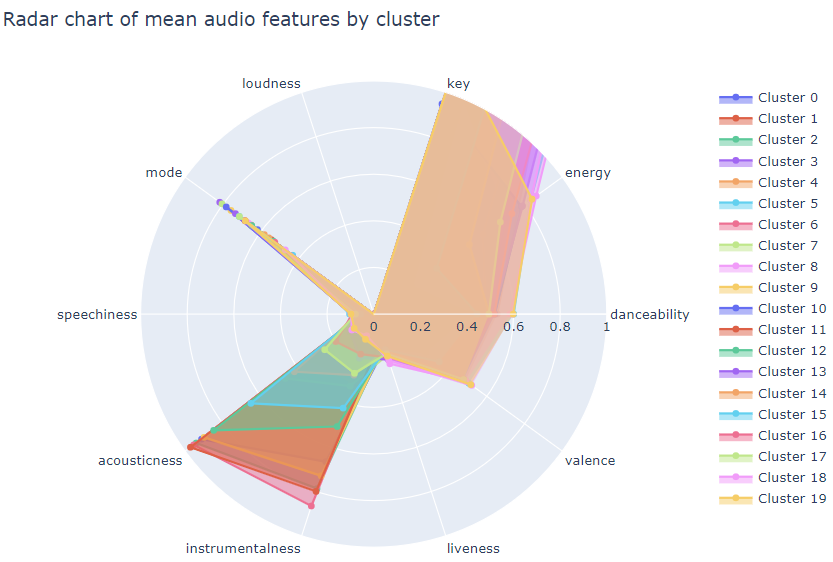 Radar chart of mean audio features by cluster
key
loudness
energy
mode
danceability
speechiness
0 0.2 0.4 0.6 0.8 1
acousticness
valence
instrumentalness
liveness
Cluster 0
Cluster 1
Cluster 2
Cluster 3
Cluster 4
Cluster 5
Cluster 6
Cluster 7
Cluster 8
Cluster 9
Cluster 10
Cluster 11
Cluster 12
Cluster 13
Cluster 14
Cluster 15
Cluster 16
Cluster 17
Cluster 18
Cluster 19